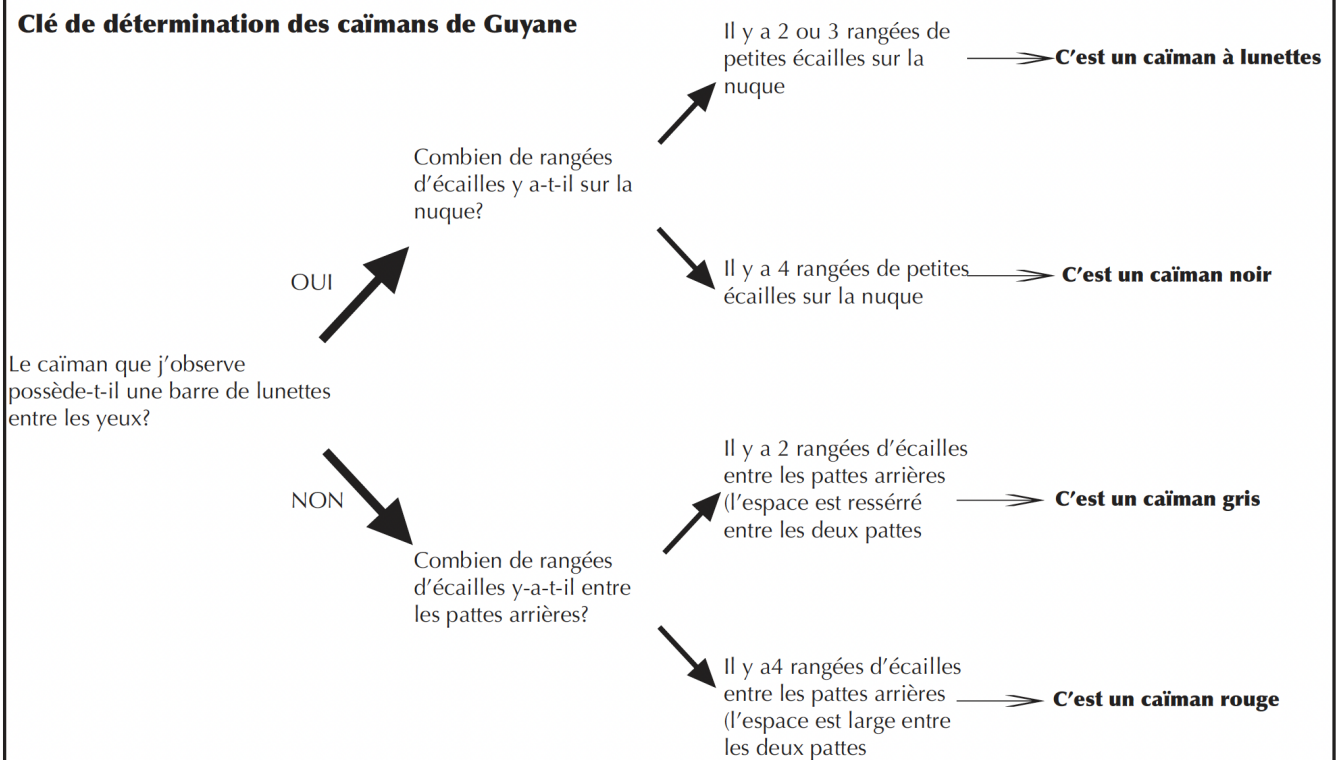 Clé de détermination des caïmans de Guyane
Il y a 2 ou 3 rangées de
petites écailles sur la
nuque
C'est un caïman à lunettes
Combien de rangées
d'écailles y a-t-il sur la
nuque?
OUI
Il y a 4 rangées de petites
écailles sur la nuque
C'est un caïman noir
Le caïman que j'observe
possède-t-il une barre de lunettes
entre les yeux?
NON
Il y a 2 rangées d'écailles
entre les pattes arrières
(l'espace est ressérré
entre les deux pattes
C'est un caïman gris
Combien de rangées
d'écailles y-a-t-il entre
les pattes arrières?
Il y a4 rangées d'écailles
entre les pattes arrières
(l'espace est large entre
les deux pattes
C'est un caïman rouge